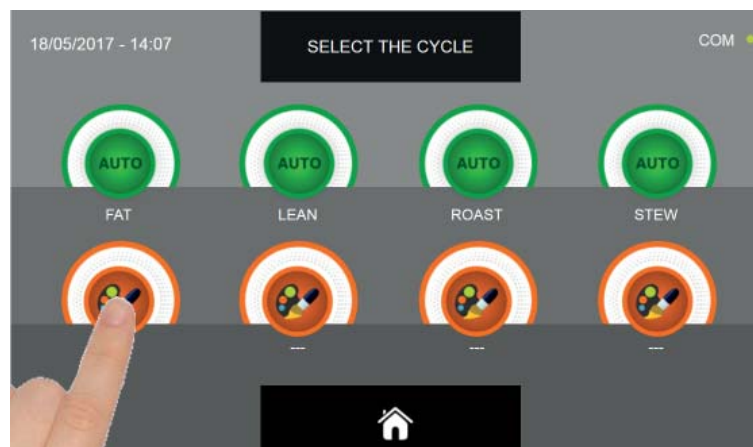 18/05/2017 - 14:07
SELECT THE CYCLE
COM
AUTO AUTO AUTO AUTO
FAT LEAN ROAST STEW
--- --- ---